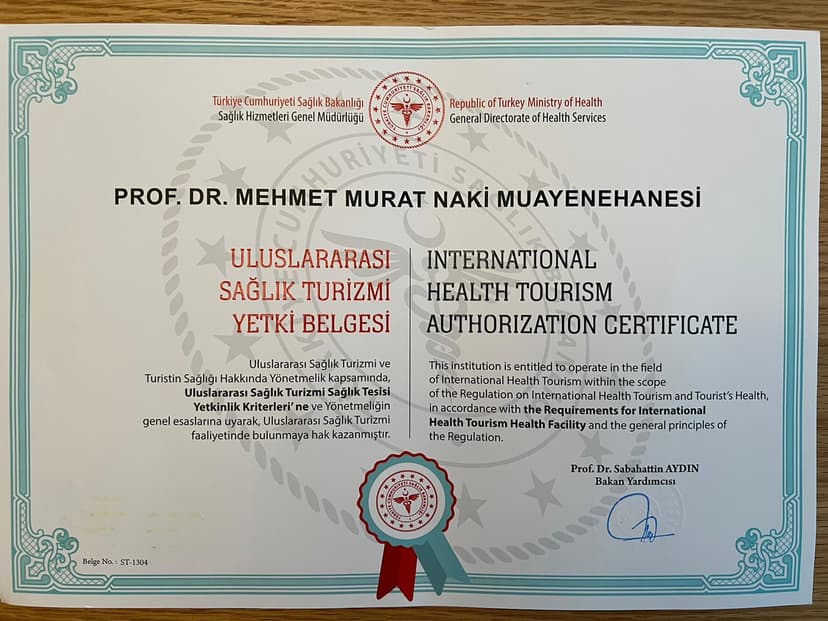 Türkiye Cumhuriyeti Sağlık Bakanlığı
Sağlık Hizmetleri Genel Müdürlüğü
Republic of Turkey Ministry of Health
General Directorate of Health Services
PROF. DR. MEHMET MURAT NAKİ MUAYENEHANESİ
ULUSLARARASI
SAĞLIK TURİZMİ
YETKİ BELGESİ
INTERNATIONAL
HEALTH TOURISM
AUTHORIZATION CERTIFICATE
Uluslararası Sağlık Turizmi ve
Turistin Sağlığı Hakkında Yönetmelik kapsamında,
Uluslararası Sağlık Turizmi Sağlık Tesisi
Yetkinlik Kriterleri' ne ve Yönetmeliğin
genel esaslarına uyarak, Uluslararası Sağlık Turizmi
faaliyetinde bulunmaya hak kazanmıştır.
This institution is entitled to operate in the field
of International Health Tourism within the scope
of the Regulation on International Health Tourism and Tourist's Health,
in accordance with the Requirements for International
Health Tourism Health Facility and the general principles of
the Regulation.
Prof. Dr. Sabahattin AYDIN
Bakan Yardımcısı
Belge No. : ST-1304